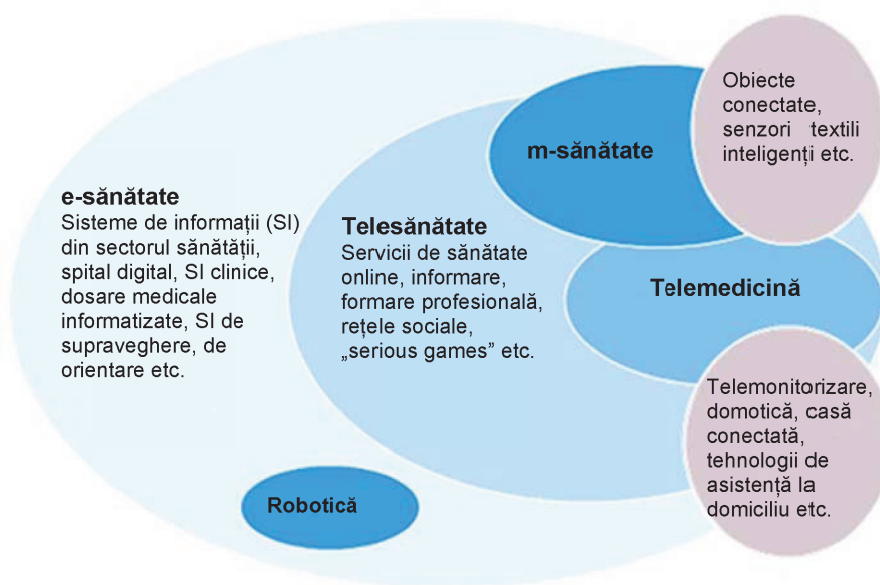 e-sănătate
Sisteme de informații (SI)
din sectorul sănătății,
spital digital, SI clinice,
dosare medicale
informatizate, SI de
supraveghere, de
orientare etc.
Telesănătate
Servicii de sănătate
online, informare,
formare profesională,
rețele sociale,
„serious games” etc.
m-sănătate
Obiecte
conectate,
senzori textili
inteligenți etc.
Telemedicină
Telemonitorizare,
domotică, casă
conectată,
tehnologii de
asistență la
domiciliu etc.
Robotică